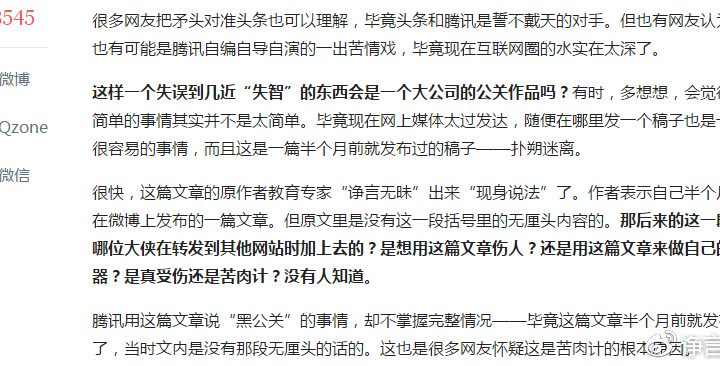 8545
微博
Qzone
微信
很多网友把矛头对准头条也可以理解，毕竟头条和腾讯是誓不戴天的对手。但也有网友认
也有可能是腾讯自编自导自演的一出苦情戏，毕竟现在互联网圈的水实在太深了。
这样一个失误到几近“失智”的东西会是一个大公司的公关作品吗？有时，多想想，会觉得
简单的事情其实并不是太简单。毕竟现在网上媒体太过发达，随便在哪里发一个稿子也是一
很容易的事情，而且这是一篇半个月前就发布过的稿子——扑朔迷离。
很快，这篇文章的原作者教育专家“诤言无昧”出来“现身说法”了。作者表示自己半个月
在微博上发布的一篇文章。但原文里是没有这一段括号里的无厘头内容的。那后来的这一段
哪位大侠在转发到其他网站时加上去的？是想用这篇文章伤人？还是用这篇文章来做自己的
器？是真受伤还是苦肉计？没有人知道。
腾讯用这篇文章说“黑公关”的事情，却不掌握完整情况——毕竟这篇文章半个月前就发布
了，当时文内是没有那段无厘头的话的。这也是很多网友怀疑这是苦肉计的根本原因。